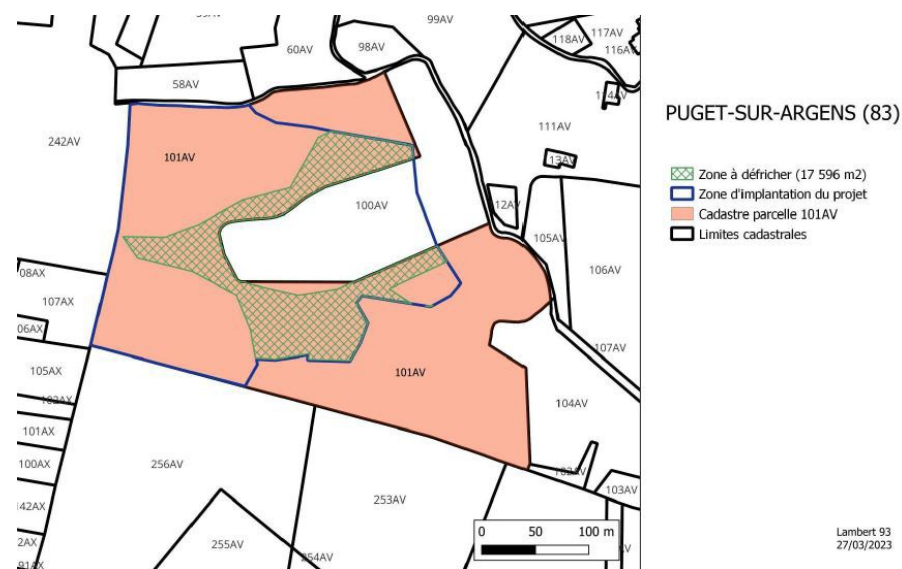 99AV
98AV
60AV
118AV
117AV
116AV
58AV
111AV
242AV
101AV
13AV
100AV
12AV
105AV
106AV
08AX
107AX
06AX
107AV
105AX
101AV
104AV
101AX
100AX
256AV
253AV
103AV
142AX
255AV
254AV
2AX
91AX
0 50 100 m
PUGET-SUR-ARGENS (83)
Zone à défricher (17 596 m2)
Zone d'implantation du projet
Cadastre parcelle 101AV
Limites cadastrales
Lambert 93
27/03/2023